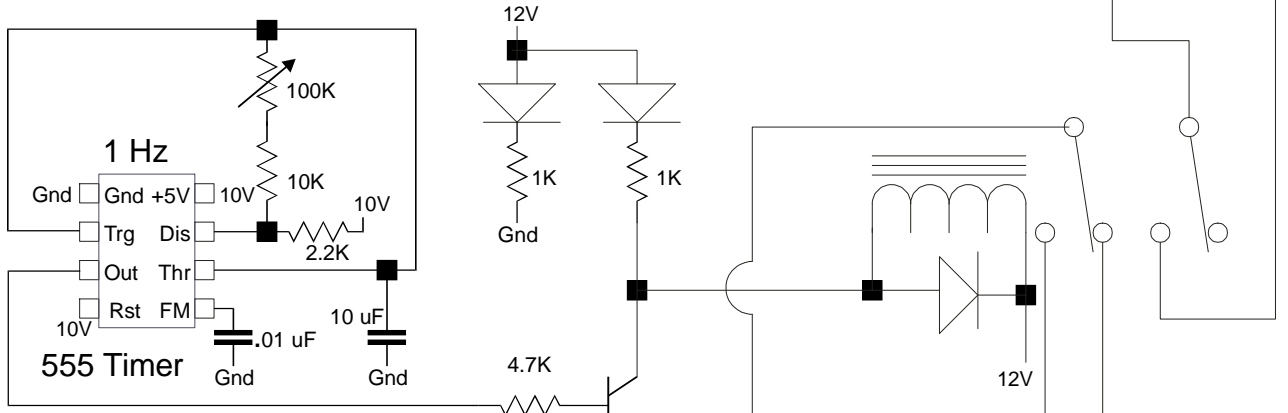 12V
100K
1 Hz
10K
1K
1K
Gnd
Gnd +5V
10V
10V
Gnd
Trg Dis
2.2K
Out Thr
Rst FM
10V
.01 uF
10 uF
555 Timer
Gnd
Gnd
4.7K
12V